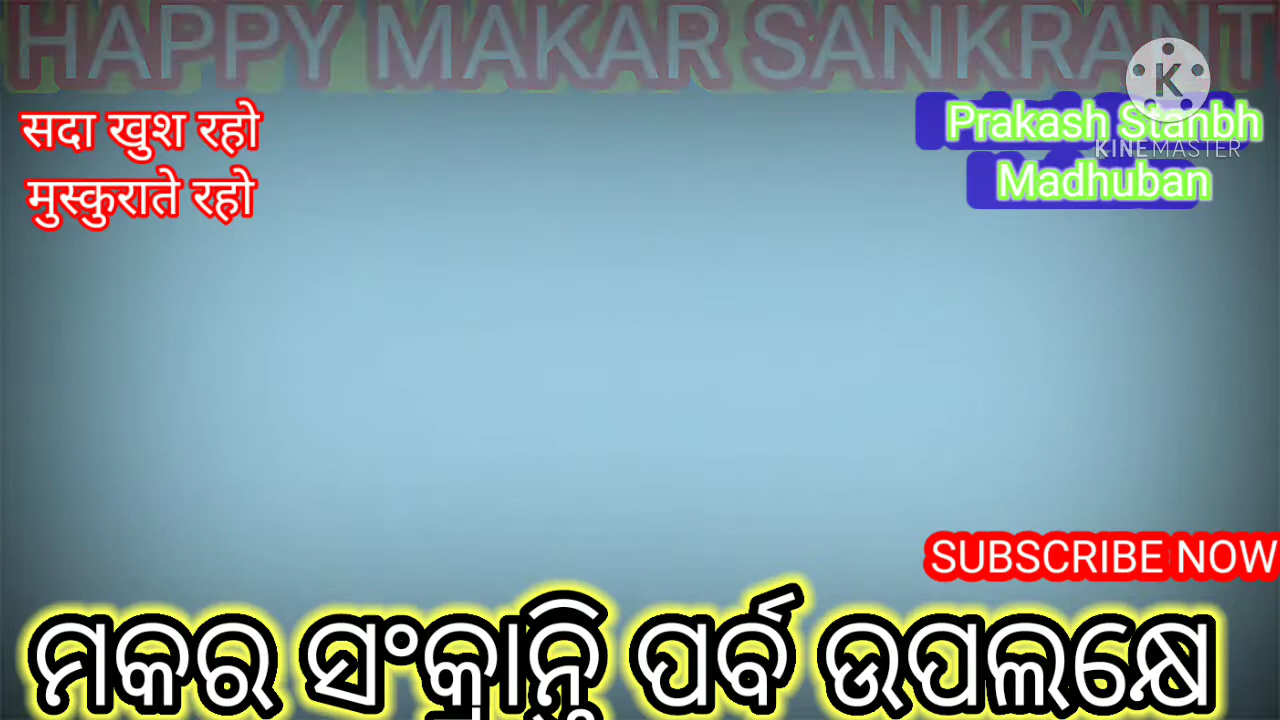 HAPPY MAKAR SANKRANT
सदा खुश रहो
मुस्कुराते रहो
Prakash Stanbh
Madhuban
K
KINEMASTER
SUBSCRIBE NOW
ମକର ସଂକ୍ରାନ୍ତି ପର୍ବ ଉପଲକ୍ଷେ